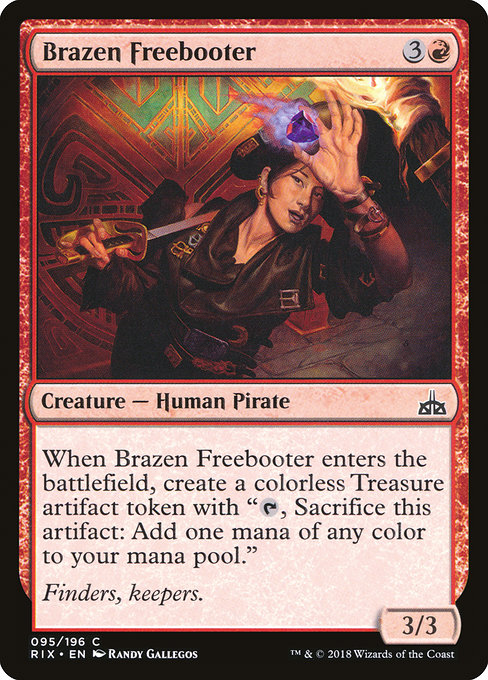 Brazen Freebooter 3
Creature — Human Pirate
When Brazen Freebooter enters the
battlefield, create a colorless Treasure
artifact token with “, Sacrifice this
artifact: Add one mana of any color
to your mana pool.”
Finders, keepers.
3/3
095/196 C
RIX • EN Randy Gallegos
™ & © 2018 Wizards of the Coast